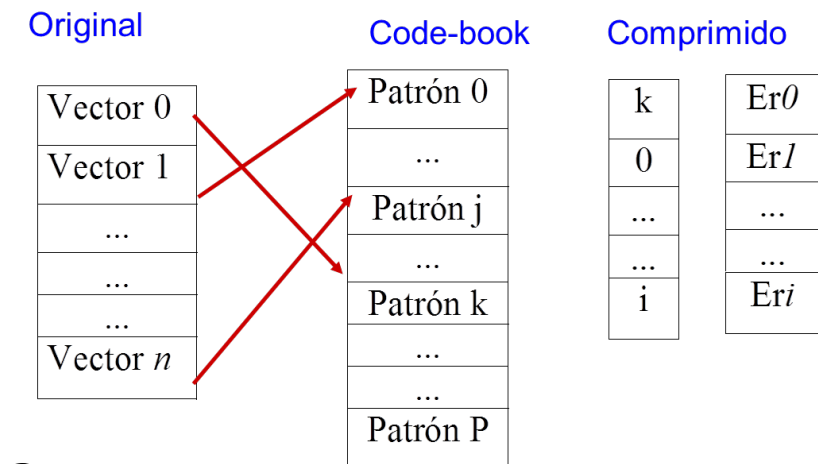 Original
Code-book
Comprimido
Vector 0
Vector 1
...
...
...
Vector n
Patrón 0
...
Patrón j
...
Patrón k
...
...
Patrón P
k
0
...
...
i
Er0
Er1
...
...
Eri